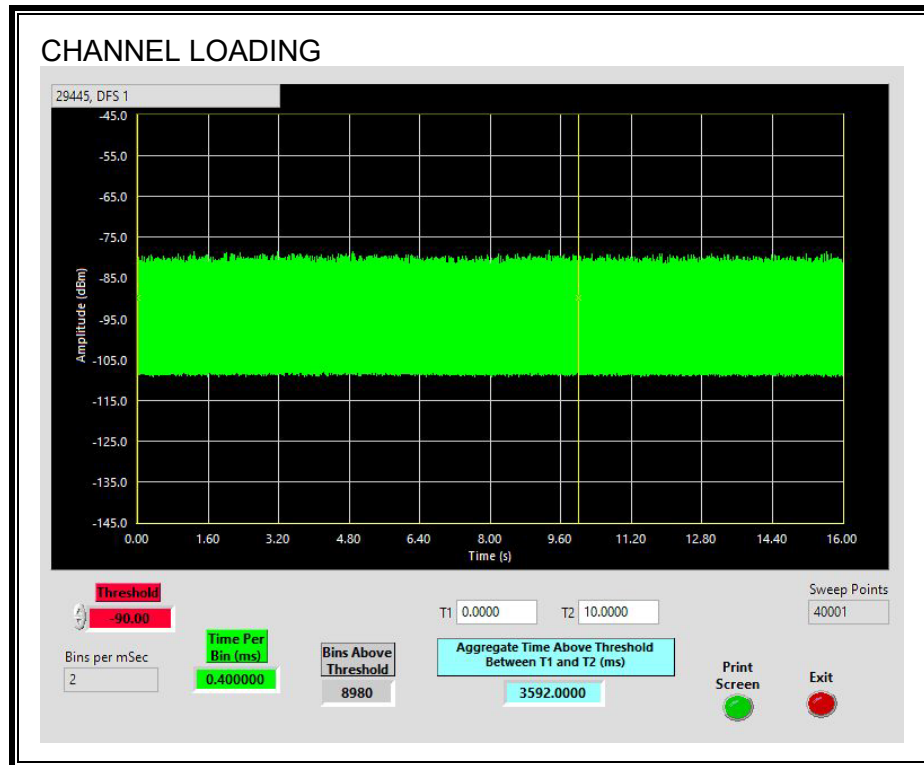 CHANNEL LOADING
29445, DFS 1
Amplitude (dBm)
-45.0
-55.0
-65.0
-75.0
-85.0
-95.0
-105.0
-115.0
-125.0
-135.0
-145.0
0.00 1.60 3.20 4.80 6.40 8.00 9.60 11.20 12.80 14.40 16.00
Time (s)
Threshold
-90.00
Bins per mSec
2
Time Per
Bin (ms)
0.400000
Bins Above
Threshold
8980
T1 0.0000 T2 10.0000
Aggregate Time Above Threshold
Between T1 and T2 (ms)
3592.0000
Sweep Points
40001
Print
Screen
Exit